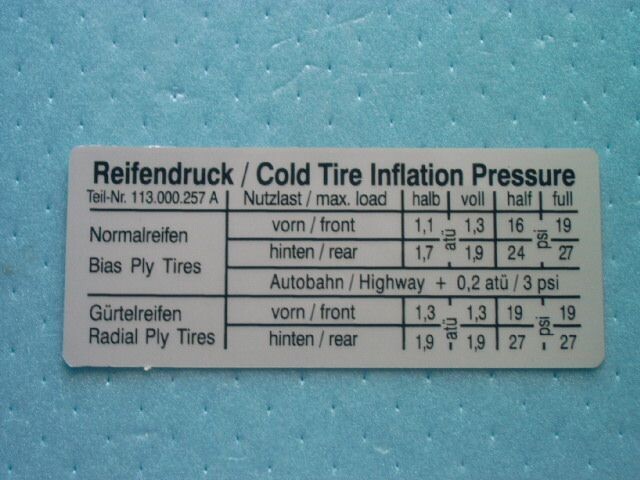 Reifendruck / Cold Tire Inflation Pressure
Teil-Nr. 113.000.257 A Nutzlast / max. load halb voll half full
Normalreifen
Bias Ply Tires
vorn / front 1,1 atü 1,3 16 psi 19
hinten / rear 1,7 1,9 24 27
Autobahn / Highway + 0,2 atü / 3 psi
Gürtelreifen
Radial Ply Tires
vorn / front 1,3 atü 1,3 19 psi 19
hinten / rear 1,9 1,9 27 27